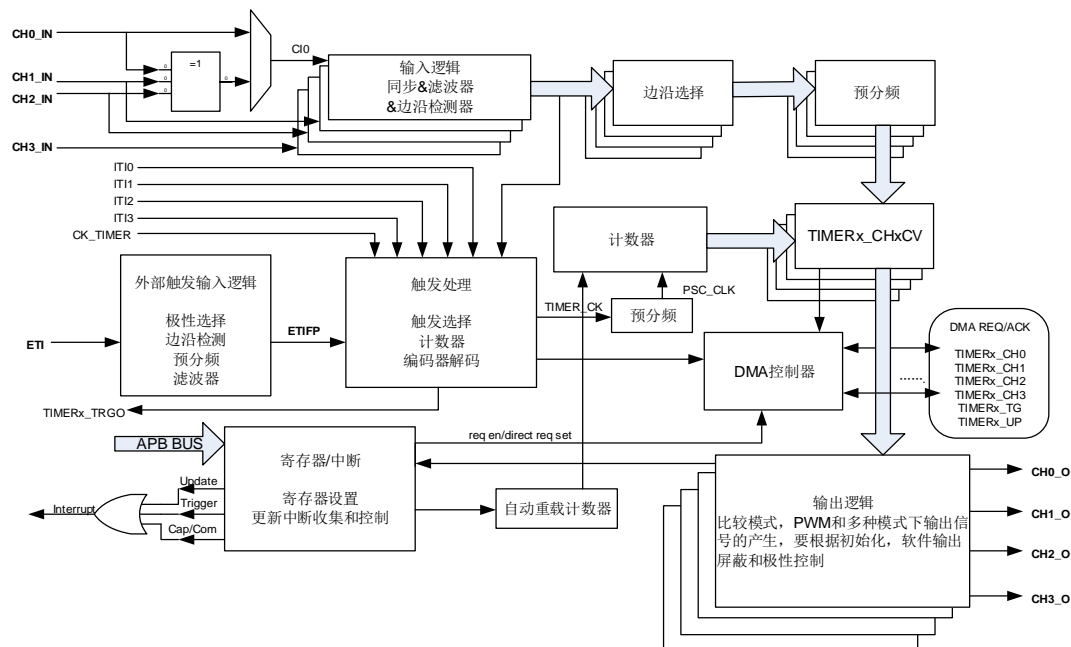 CH0_IN
CH1_IN
CH2_IN
CH3_IN
=1
CI0
输入逻辑
同步&滤波器
&边沿检测器
边沿选择
预分频
ITI0
ITI1
ITI2
ITI3
CK_TIMER
计数器
TIMERx_CHxCV
外部触发输入逻辑
极性选择
边沿检测
预分频
滤波器
ETI
ETIFP
触发处理
触发选择
计数器
编码器解码
TIMER_CK
PSC_CLK
预分频
DMA控制器
DMA REQ/ACK
TIMERx_CH0
TIMERx_CH1
TIMERx_CH2
TIMERx_CH3
TIMERx_TG
TIMERx_UP
……
TIMERx_TRGO
APB BUS
req en/direct req set
寄存器/中断
寄存器设置
更新中断收集和控制
Update
Trigger
Cap/Com
Interrupt
自动重载计数器
输出逻辑
比较模式，PWM和多种模式下输出信
号的产生，要根据初始化，软件输出
屏蔽和极性控制
CH0_O
CH1_O
CH2_O
CH3_O